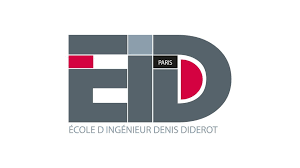 EID
PARIS
ÉCOLE D INGÉNIEUR DENIS DIDEROT